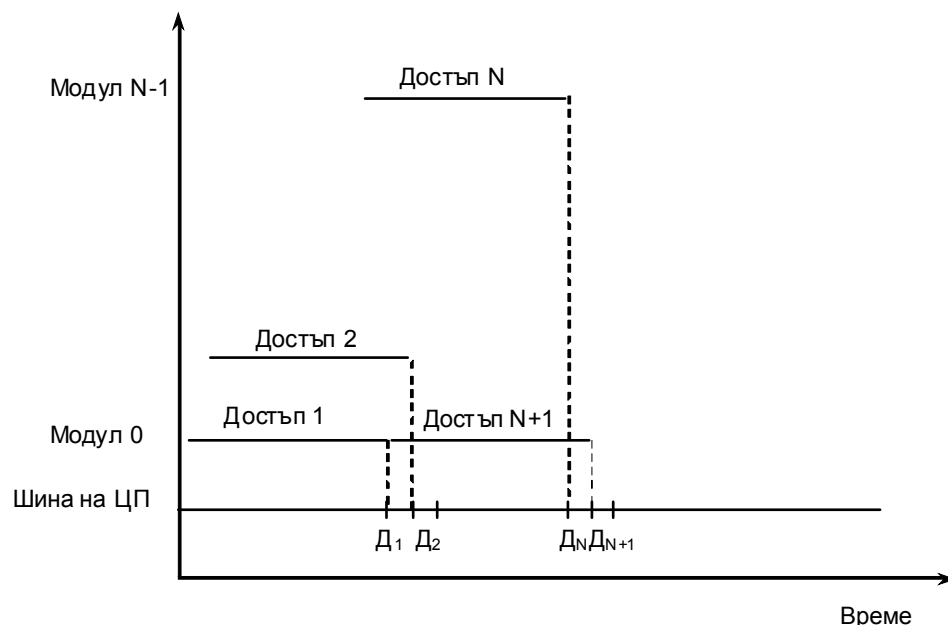 Достъп N
Модул N-1
Достъп 2
Достъп 1
Достъп N+1
Модул 0
Шина на ЦП
Д1 Д2 ДN ДN+1
Време